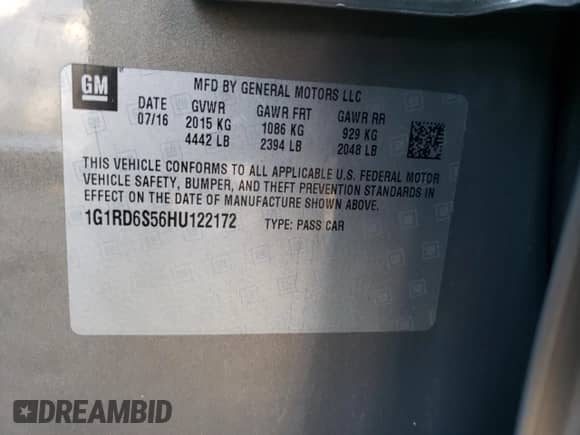 GM
MFD BY GENERAL MOTORS LLC
DATE GVWR GAWR FRT GAWR RR
07/16 2015 KG 1086 KG 929 KG
4442 LB 2394 LB 2048 LB
THIS VEHICLE CONFORMS TO ALL APPLICABLE U.S. FEDERAL MOTOR
VEHICLE SAFETY, BUMPER, AND THEFT PREVENTION STANDARDS IN
EFFECT ON THE DATE OF MANUFACTURE SHOWN ABOVE.
1G1RD6S56HU122172 TYPE: PASS CAR
DREAMBID